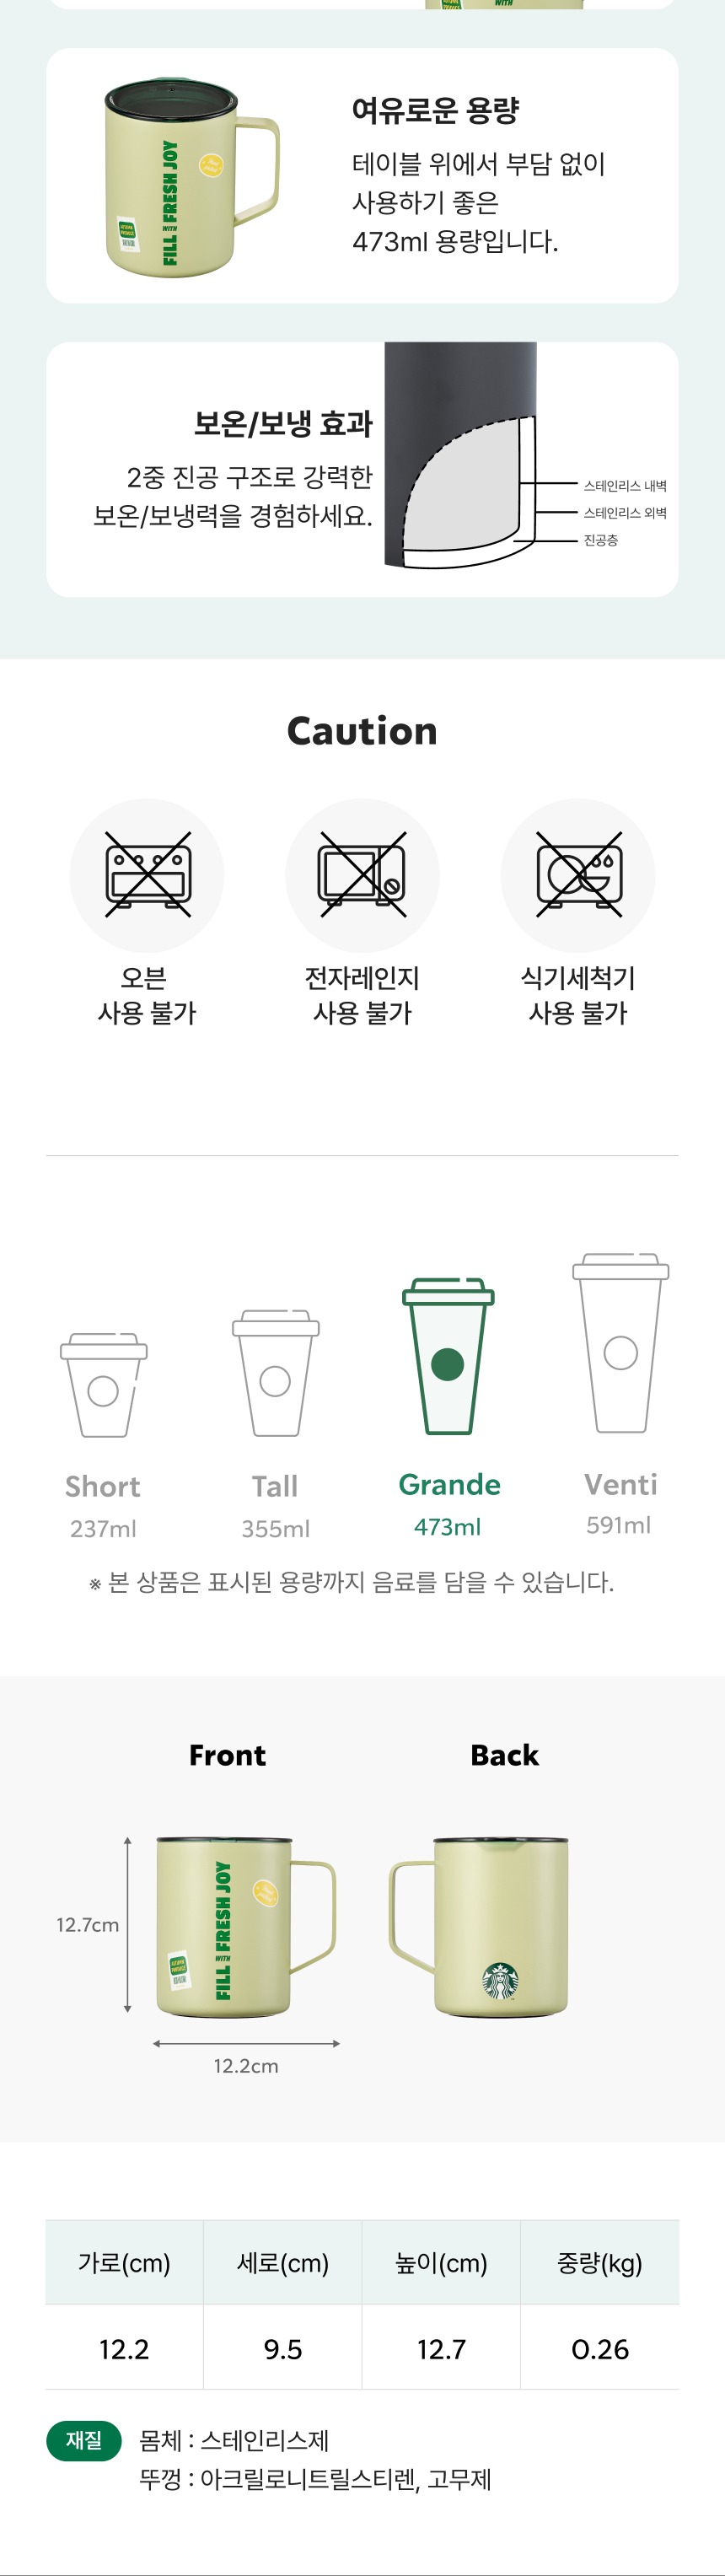 WITH
여유로운 용량
테이블 위에서 부담 없이
사용하기 좋은
473ml 용량입니다.
FILL WITH FRESH JOY
보온/보냉 효과
2중 진공 구조로 강력한
보온/보냉력을 경험하세요.
스테인리스 내벽
스테인리스 외벽
진공층
Caution
오븐
사용 불가
전자레인지
사용 불가
식기세척기
사용 불가
Short
237ml
Tall
355ml
Grande
473ml
Venti
591ml
※ 본 상품은 표시된 용량까지 음료를 담을 수 있습니다.
Front
Back
12.7cm
FILL WITH FRESH JOY
12.2cm
가로(cm) 세로(cm) 높이(cm) 중량(kg)
12.2 9.5 12.7 0.26
재질 몸체 : 스테인리스제
뚜껑 : 아크릴로니트릴스티렌, 고무제